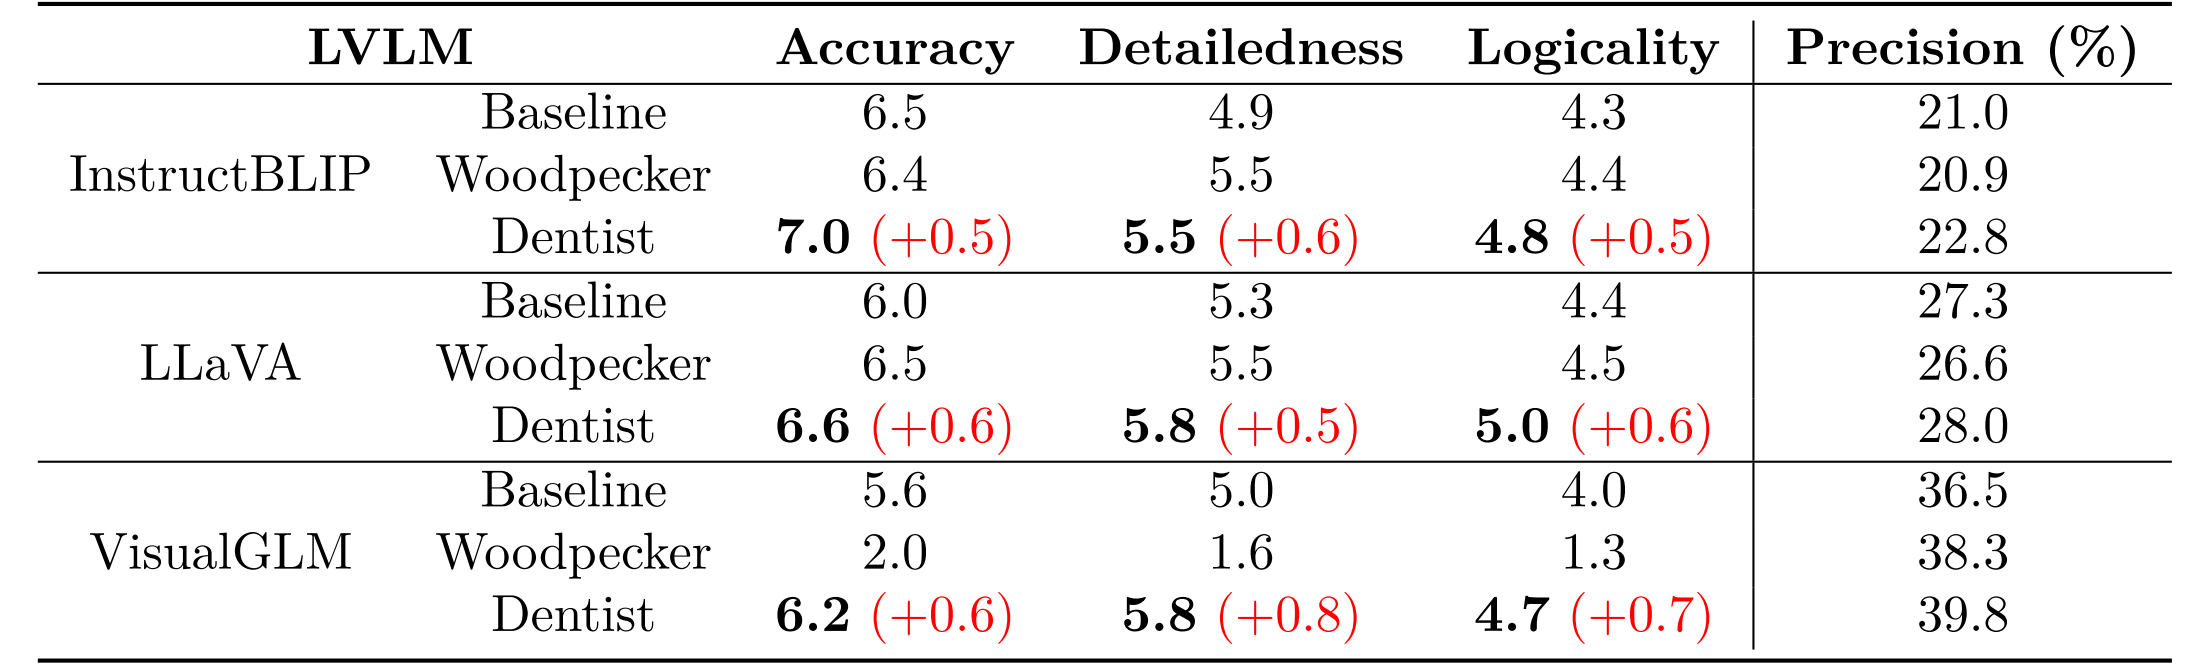 LVLM Accuracy Detailedness Logicality Precision (%)
Baseline 6.5 4.9 4.3 21.0
InstructBLIP Woodpecker 6.4 5.5 4.4 20.9
Dentist 7.0 (+0.5) 5.5 (+0.6) 4.8 (+0.5) 22.8
Baseline 6.0 5.3 4.4 27.3
LLaVA Woodpecker 6.5 5.5 4.5 26.6
Dentist 6.6 (+0.6) 5.8 (+0.5) 5.0 (+0.6) 28.0
Baseline 5.6 5.0 4.0 36.5
VisualGLM Woodpecker 2.0 1.6 1.3 38.3
Dentist 6.2 (+0.6) 5.8 (+0.8) 4.7 (+0.7) 39.8